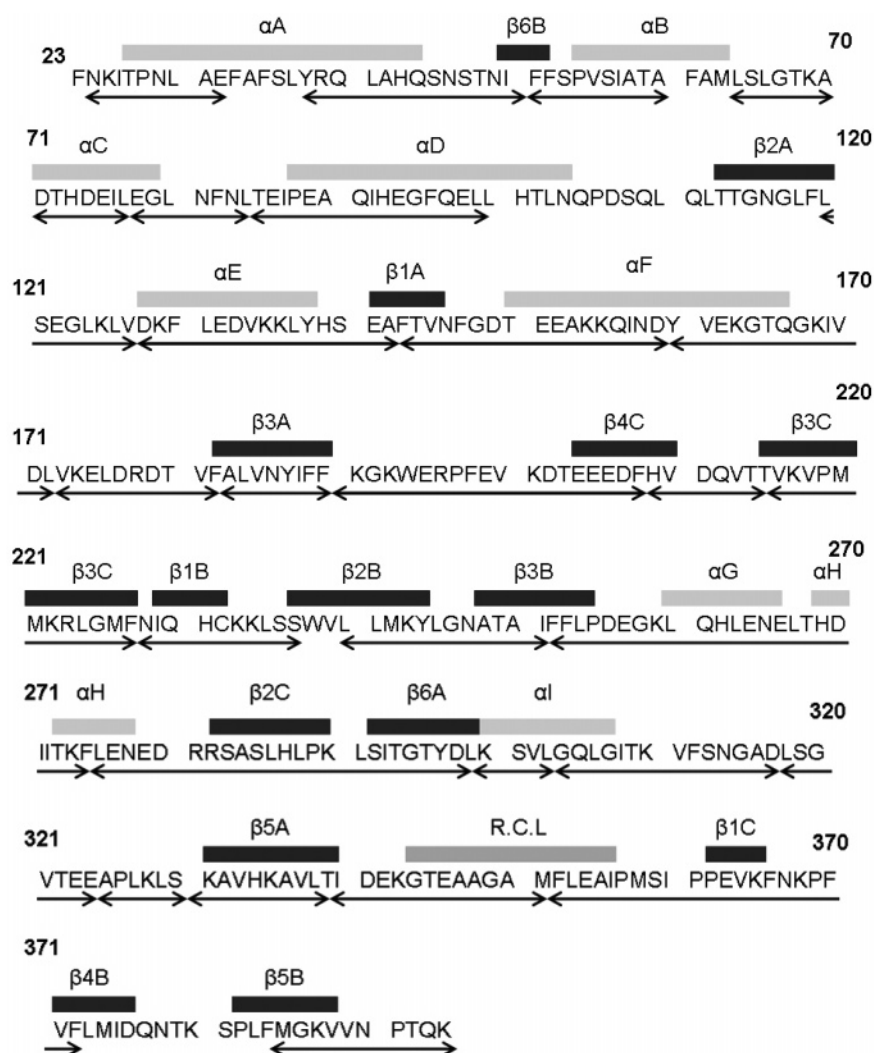 αA β6B αB
23 70
FNKITPNL AEFAFSLYRQ LAHQSNSTNI FFSPVSIATA FAMLSLGTKA
71 αC αD β2A 120
DTHDEILEGL NFNLTEIPEA QIHEGFQELL HTLNQPDSQL QLTTGNGLFL
121 αE β1A αF 170
SEGLKLVDKF LEDVKKLYHS EAFTVNFGDT EEAKKQINDY VEKGTQGKIV
220
171 β3A β4C β3C
DLVKELDRDT VFALVNYIFF KGKWERPFEV KDTEEEDFHV DQVTTVKVPM
221 270
β3C β1B β2B β3B αG αH
MKRLGMFNIQ HCKKLSSWVL LMKYLGNATA IFFLPDEGKL QHLENELTHD
271 αH β2C β6A αI 320
IITKFLENED RRSASLHLPK LSITGTYDLK SVLGQLGITK VFSNGADLSG
321 β5A R.C.L β1C 370
VTEEAPLKLS KAVHKAVLTI DEKGTEAAGA MFLEAIPMSI PPEVKFNKPF
371
β4B β5B
VFLMIDQNTK SPLFMGKVVN PTQK